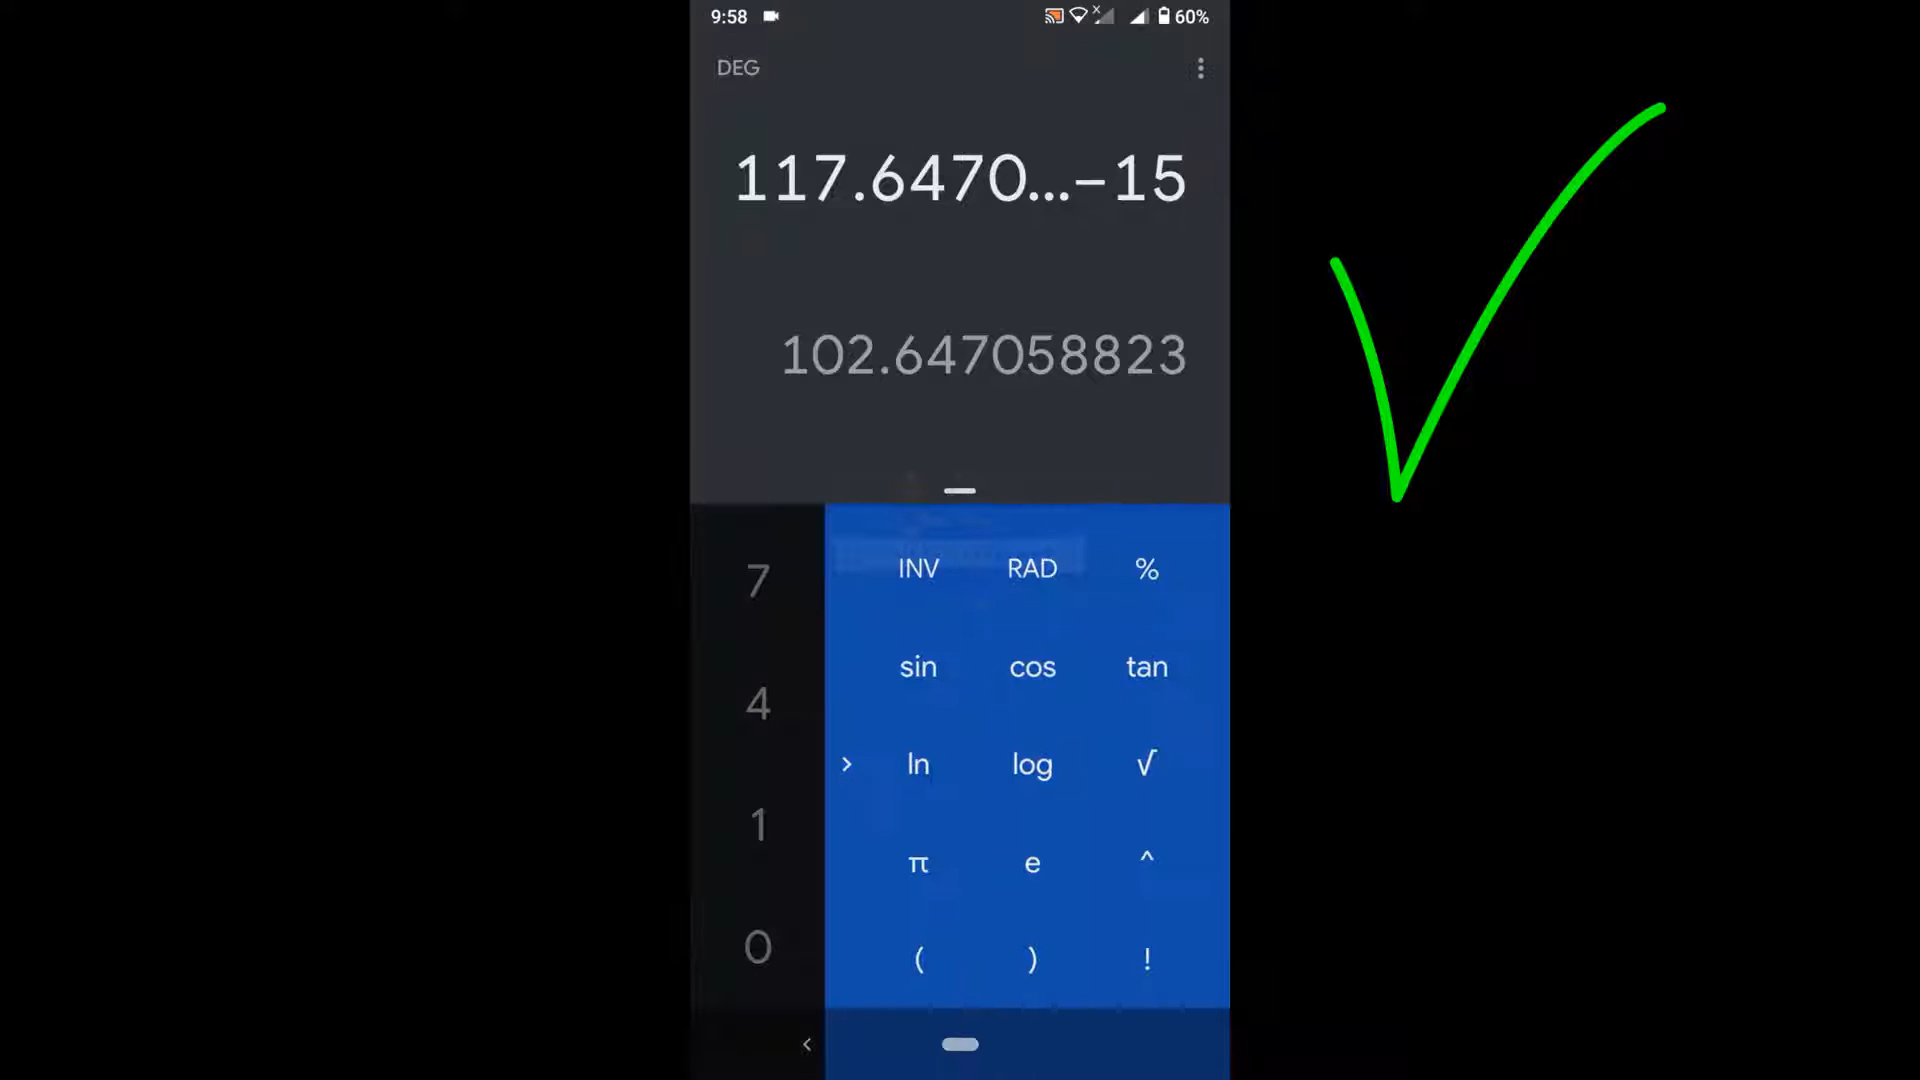 9:58 60%
DEG
117.6470...−15
102.647058823
7 INV RAD %
sin cos tan
4
> ln log √
1
π e ^
0 ( ) !